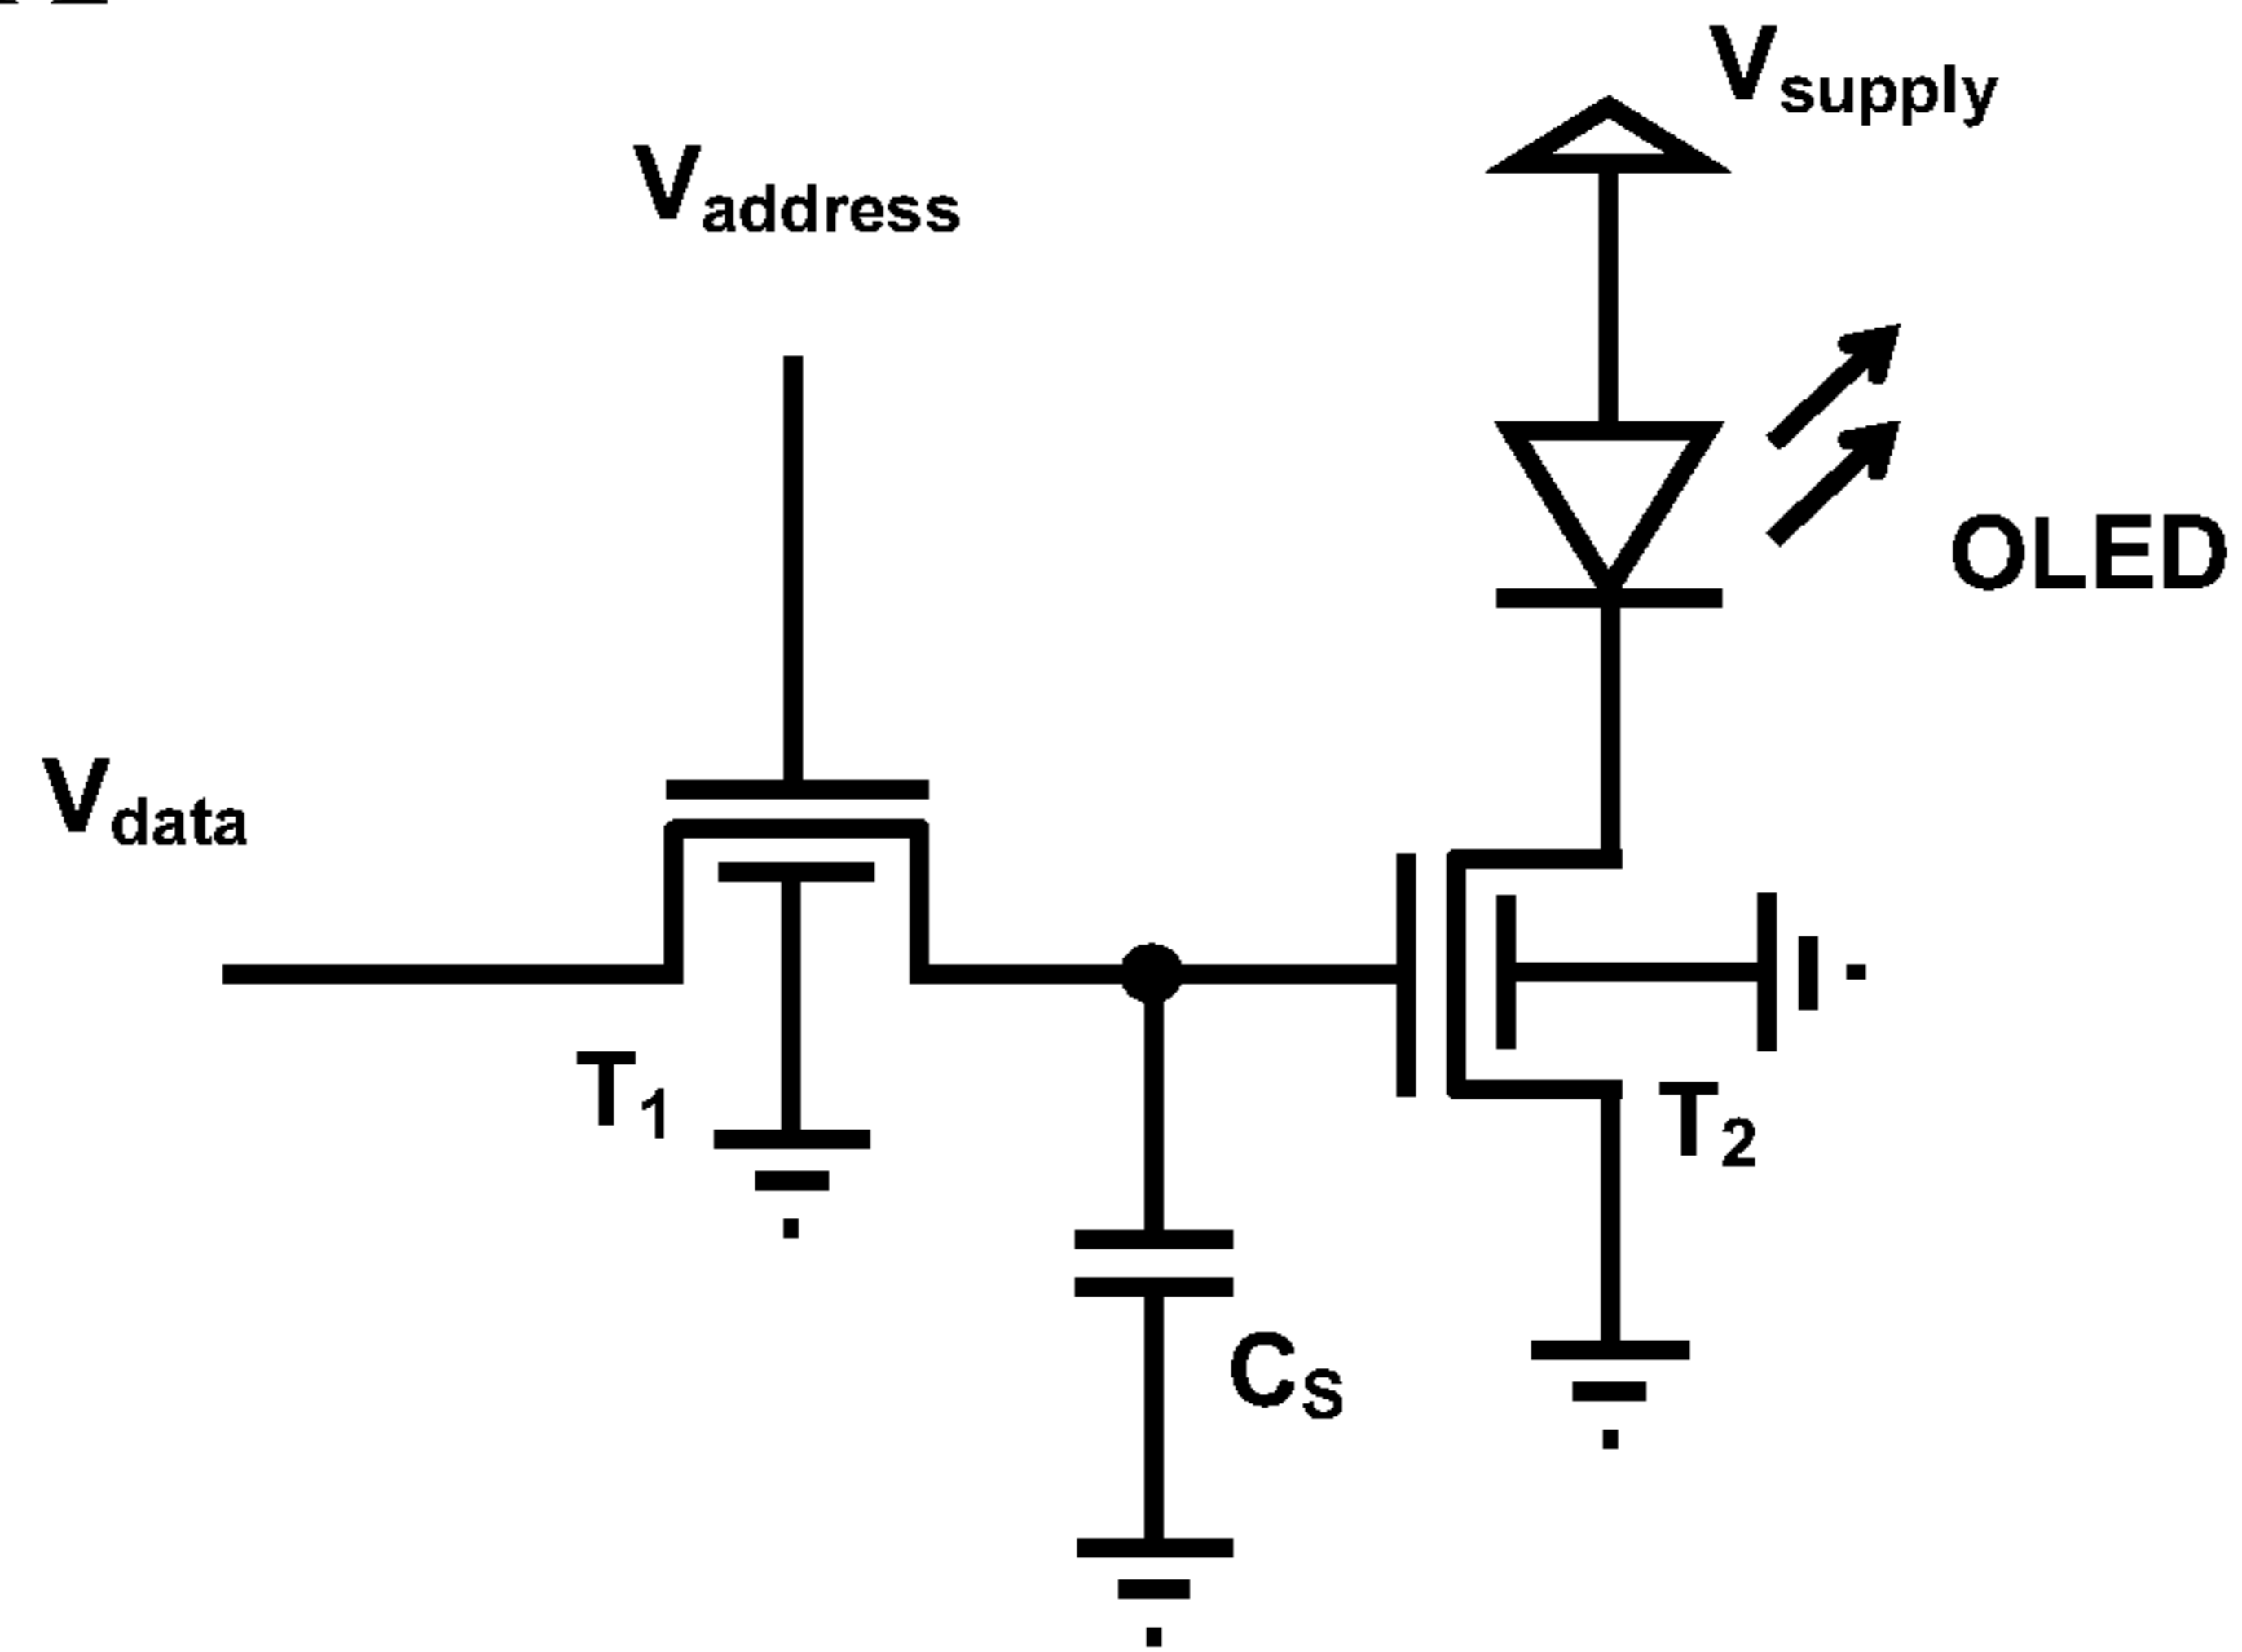 Vsupply
Vaddress
OLED
Vdata
T1
T2
CS